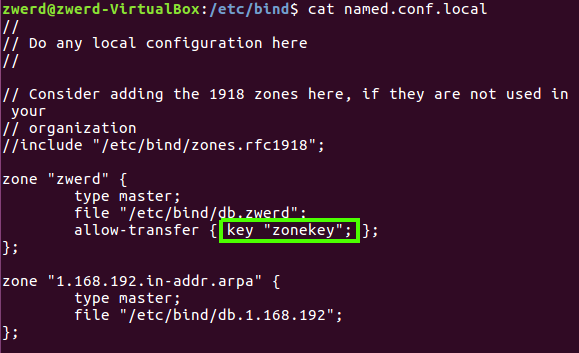 zwerd@zwerd-VirtualBox:/etc/bind$ cat named.conf.local
//
// Do any local configuration here
//

// Consider adding the 1918 zones here, if they are not used in
 your
// organization
//include "/etc/bind/zones.rfc1918";

zone "zwerd" {
        type master;
        file "/etc/bind/db.zwerd";
        allow-transfer { key "zonekey"; };
};

zone "1.168.192.in-addr.arpa" {
        type master;
        file "/etc/bind/db.1.168.192";
};